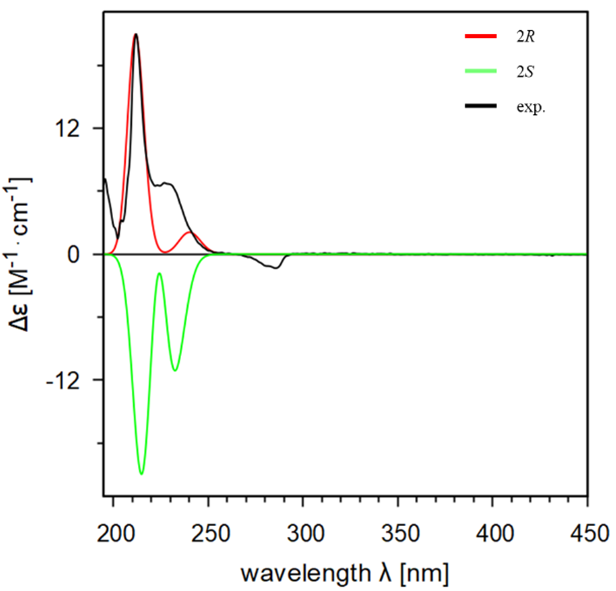 2R
2S
exp.
12
0
-12
Δε [M⁻¹·cm⁻¹]
200 250 300 350 400 450
wavelength λ [nm]